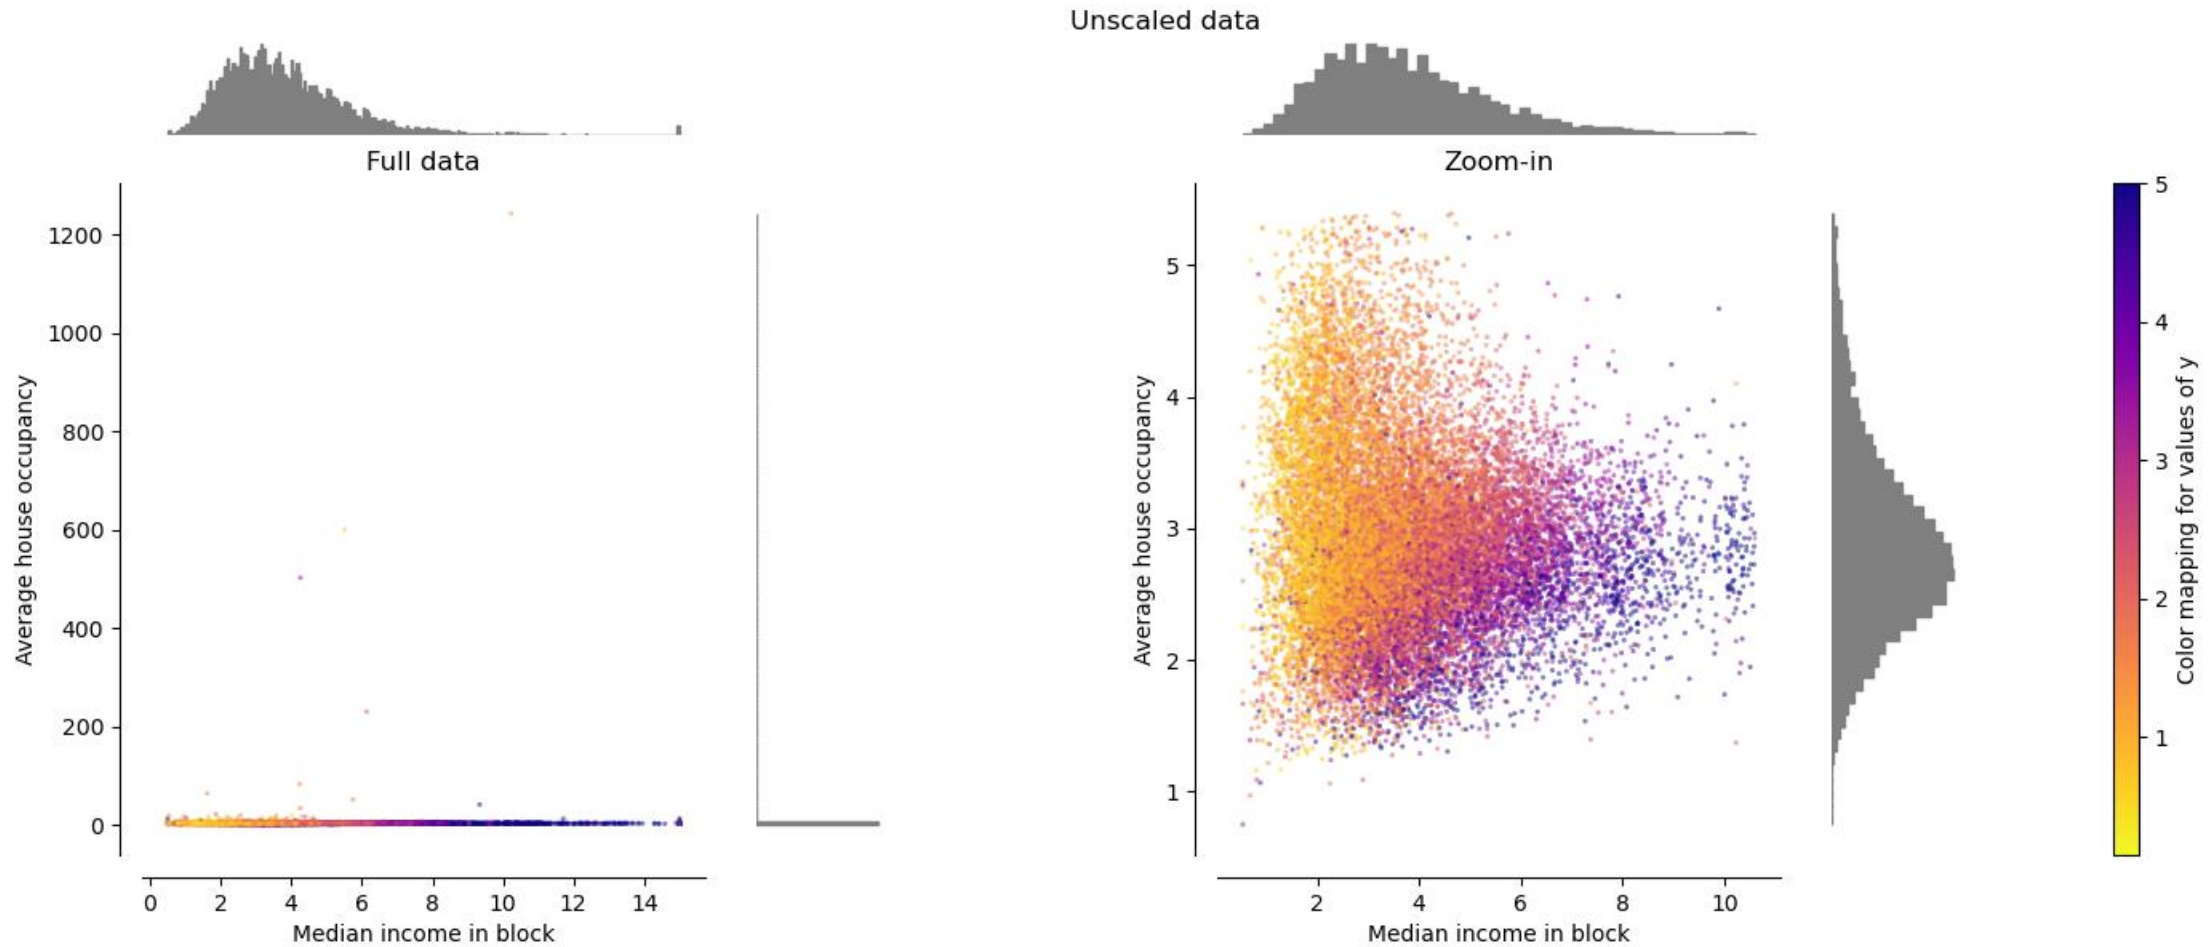 Unscaled data
Full data
Average house occupancy
1200
1000
800
600
400
200
0
0 2 4 6 8 10 12 14
Median income in block
Zoom-in
Average house occupancy
5
4
3
2
1
2 4 6 8 10
Median income in block
5
4
3
2
1
Color mapping for values of y